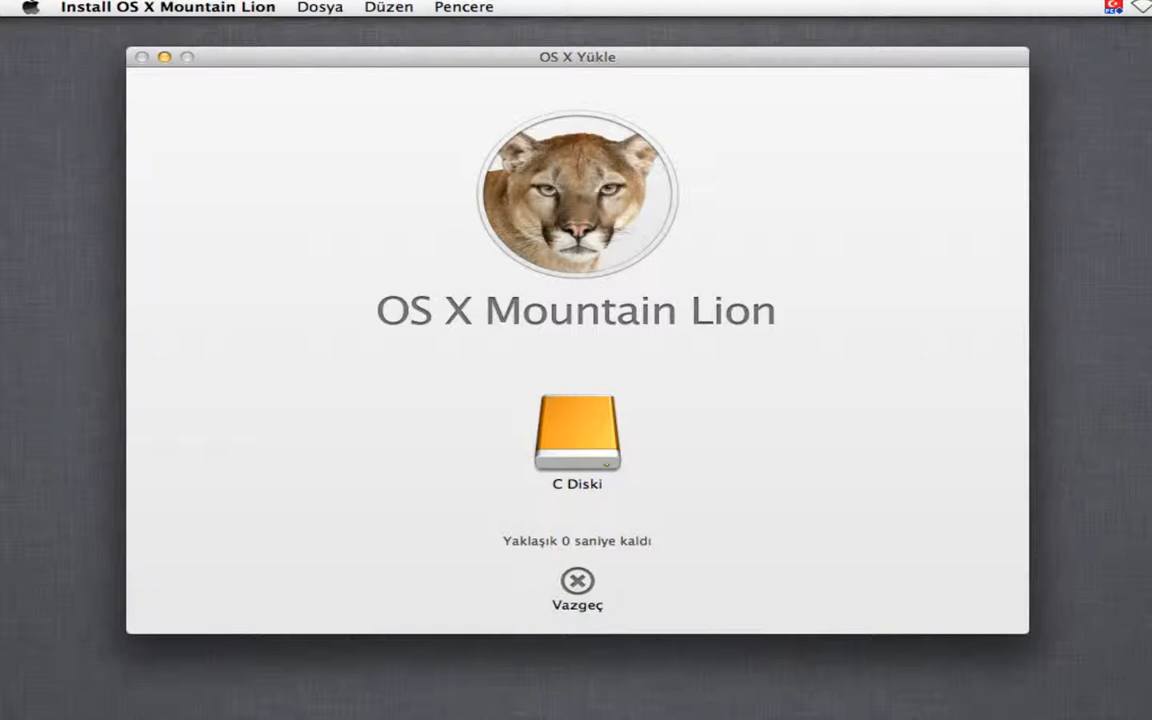 Install OS X Mountain Lion Dosya Düzen Pencere
OS X Yükle
OS X Mountain Lion
C Diski
Yaklaşık 0 saniye kaldı
Vazgeç